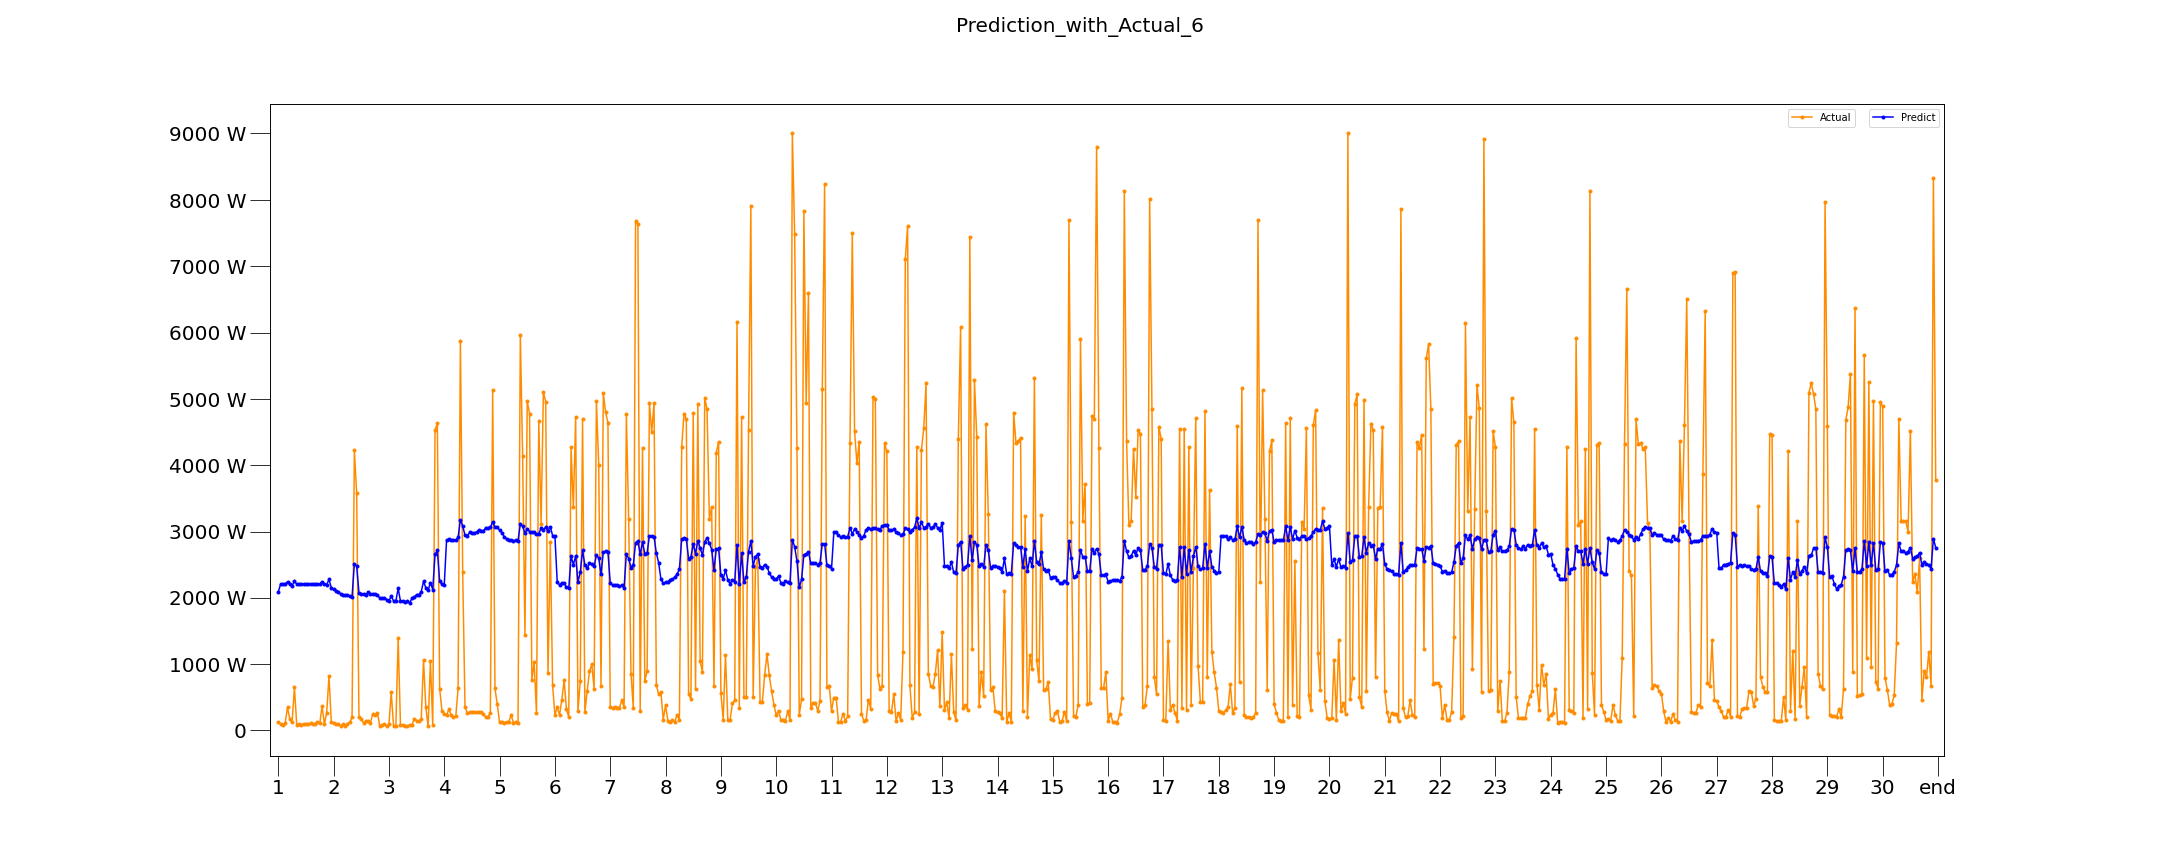 Prediction_with_Actual_6
Actual Predict
9000 W
8000 W
7000 W
6000 W
5000 W
4000 W
3000 W
2000 W
1000 W
0
1 2 3 4 5 6 7 8 9 10 11 12 13 14 15 16 17 18 19 20 21 22 23 24 25 26 27 28 29 30 end